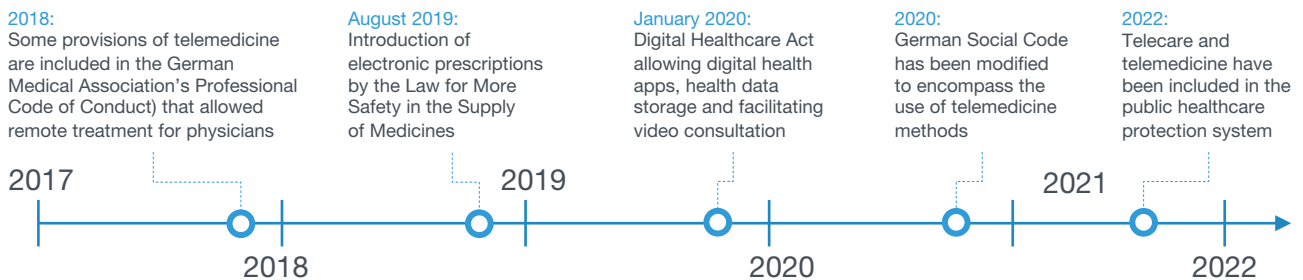 2018:
Some provisions of telemedicine
are included in the German
Medical Association's Professional
Code of Conduct) that allowed
remote treatment for physicians
August 2019:
Introduction of
electronic prescriptions
by the Law for More
Safety in the Supply
of Medicines
January 2020:
Digital Healthcare Act
allowing digital health
apps, health data
storage and facilitating
video consultation
2020:
German Social Code
has been modified
to encompass the
use of telemedicine
methods
2022:
Telecare and
telemedicine have
been included in the
public healthcare
protection system
2017
2018
2019
2020
2021
2022